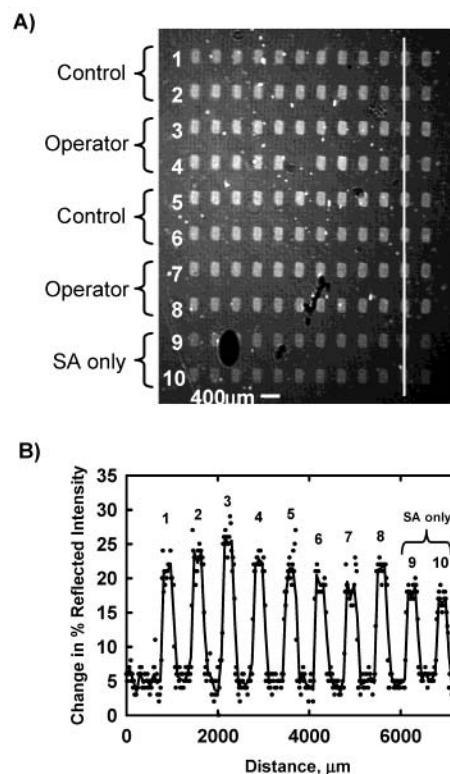 A)
Control
1
2
Operator
3
4
Control
5
6
Operator
7
8
SA only
9
10
400µm
B)
Change in % Reflected Intensity
35
30
25
20
15
10
5
0
1
2
3
4
5
6
7
8
SA only
9
10
0
2000
4000
6000
Distance, µm